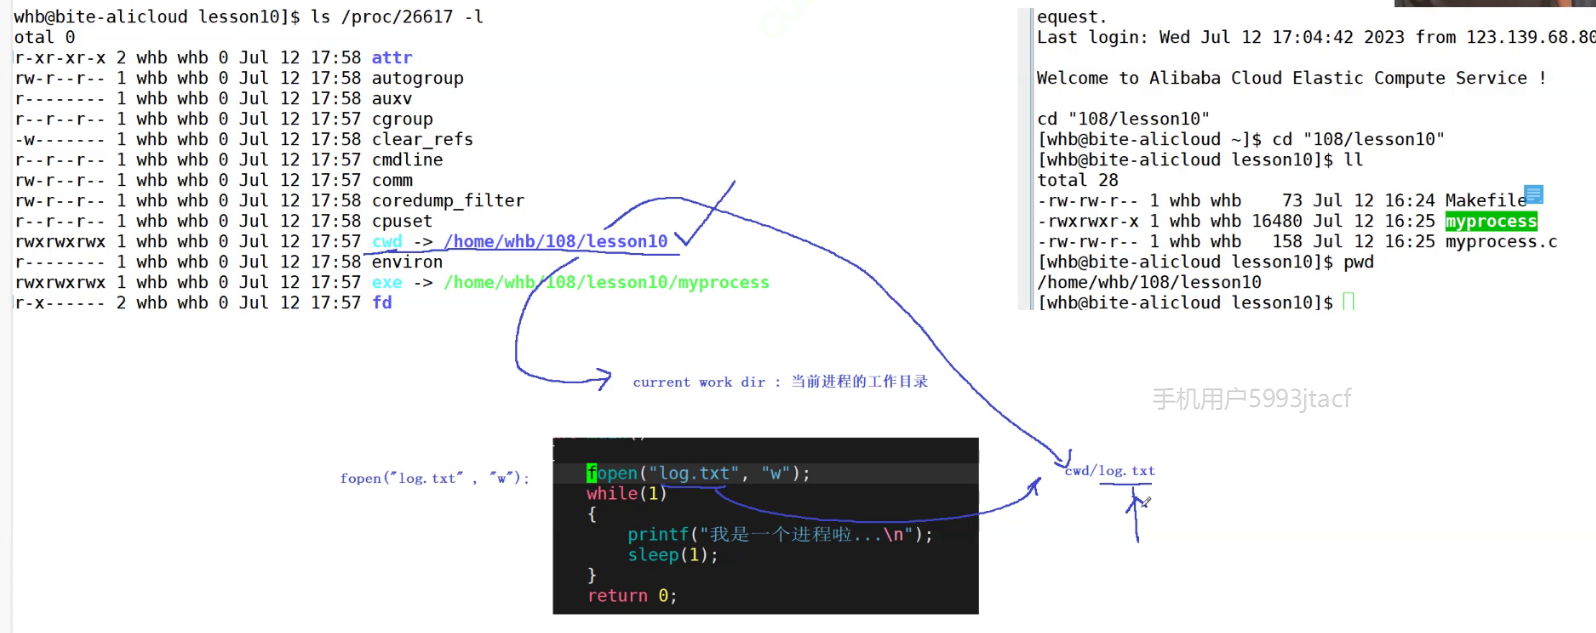 whb@bite-alicloud lesson10]$ ls /proc/26617 -l
otal 0
r-xr-xr-x 2 whb whb 0 Jul 12 17:58 attr
rw-r--r-- 1 whb whb 0 Jul 12 17:58 autogroup
r-------- 1 whb whb 0 Jul 12 17:58 auxv
r--r--r-- 1 whb whb 0 Jul 12 17:57 cgroup
-w------- 1 whb whb 0 Jul 12 17:58 clear_refs
r--r--r-- 1 whb whb 0 Jul 12 17:57 cmdline
rw-r--r-- 1 whb whb 0 Jul 12 17:57 comm
rw-r--r-- 1 whb whb 0 Jul 12 17:58 coredump_filter
r--r--r-- 1 whb whb 0 Jul 12 17:58 cpuset
rwxrwxrwx 1 whb whb 0 Jul 12 17:57 cwd -> /home/whb/108/lesson10
r-------- 1 whb whb 0 Jul 12 17:58 environ
rwxrwxrwx 1 whb whb 0 Jul 12 17:57 exe -> /home/whb/108/lesson10/myprocess
r-x------ 2 whb whb 0 Jul 12 17:57 fd
equest.
Last login: Wed Jul 12 17:04:42 2023 from 123.139.68.80
Welcome to Alibaba Cloud Elastic Compute Service !
cd "108/lesson10"
[whb@bite-alicloud ~]$ cd "108/lesson10"
[whb@bite-alicloud lesson10]$ ll
total 28
-rw-rw-r-- 1 whb whb    73 Jul 12 16:24 Makefile
-rwxrwxr-x 1 whb whb 16480 Jul 12 16:25 myprocess
-rw-rw-r-- 1 whb whb   158 Jul 12 16:25 myprocess.c
[whb@bite-alicloud lesson10]$ pwd
/home/whb/108/lesson10
[whb@bite-alicloud lesson10]$
current work dir : 当前进程的工作目录
手机用户5993jtacf
fopen("log.txt" , "w");
fopen("log.txt", "w");
while(1)
{
printf("我是一个进程啦...\n");
sleep(1);
}
return 0;
cwd/log.txt